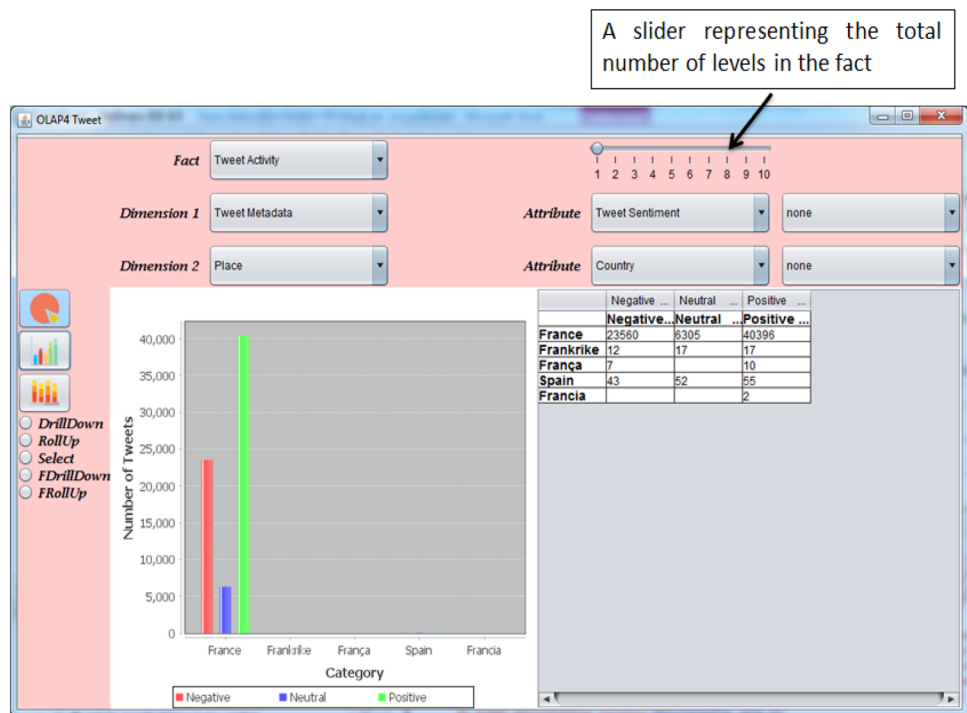 A slider representing the total
number of levels in the fact
OLAP4 Tweet
Fact Tweet Activity
1 2 3 4 5 6 7 8 9 10
Dimension 1 Tweet Metadata Attribute Tweet Sentiment none
Dimension 2 Place Attribute Country none
DrillDown
RollUp
Select
FDrillDown
FRollUp
Number of Tweets
40,000
35,000
30,000
25,000
20,000
15,000
10,000
5,000
0
France Frankrike França Spain Francia
Category
Negative Neutral Positive
Negative ... Neutral ... Positive ...
Negative... Neutral ... Positive ...
France 23560 6305 40396
Frankrike 12 17 17
França 7 10
Spain 43 52 55
Francia 2